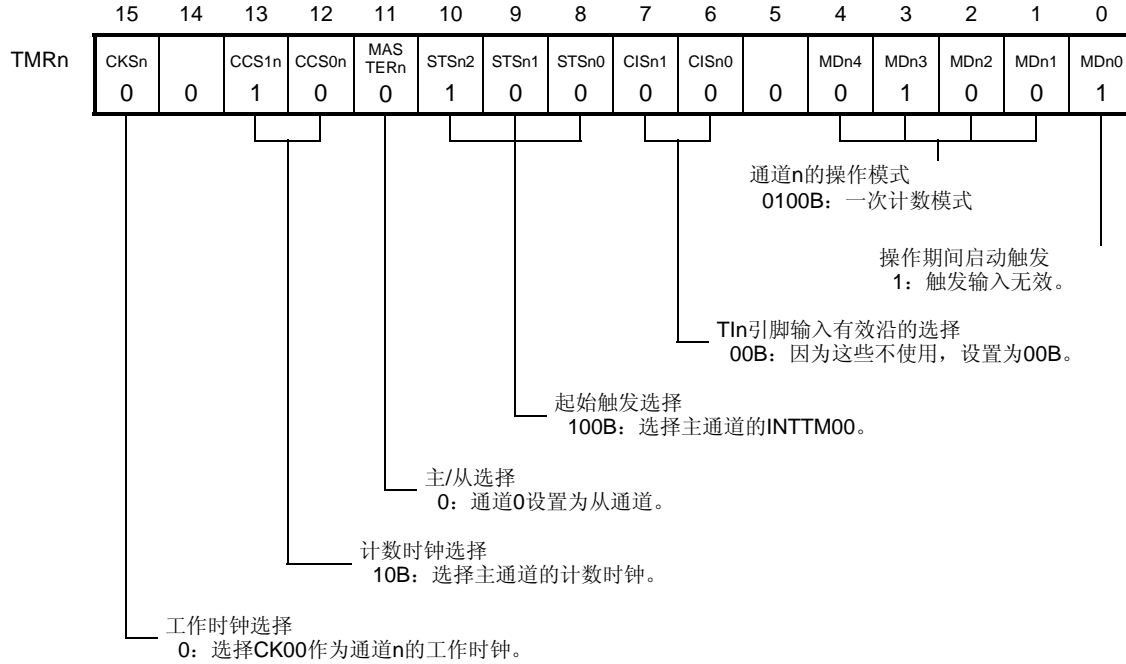 15 14 13 12 11 10 9 8 7 6 5 4 3 2 1 0
TMRn CKSn CCS1n CCS0n MAS TERn STSn2 STSn1 STSn0 CISn1 CISn0 MDn4 MDn3 MDn2 MDn1 MDn0
0 0 1 0 0 1 0 0 0 0 0 0 1 0 0 1
通道n的操作模式
0100B：一次计数模式
操作期间启动触发
1：触发输入无效。
TIn引脚输入有效沿的选择
00B：因为这些不使用，设置为00B。
起始触发选择
100B：选择主通道的INTTM00。
主/从选择
0：通道0设置为从通道。
计数时钟选择
10B：选择主通道的计数时钟。
工作时钟选择
0：选择CK00作为通道n的工作时钟。